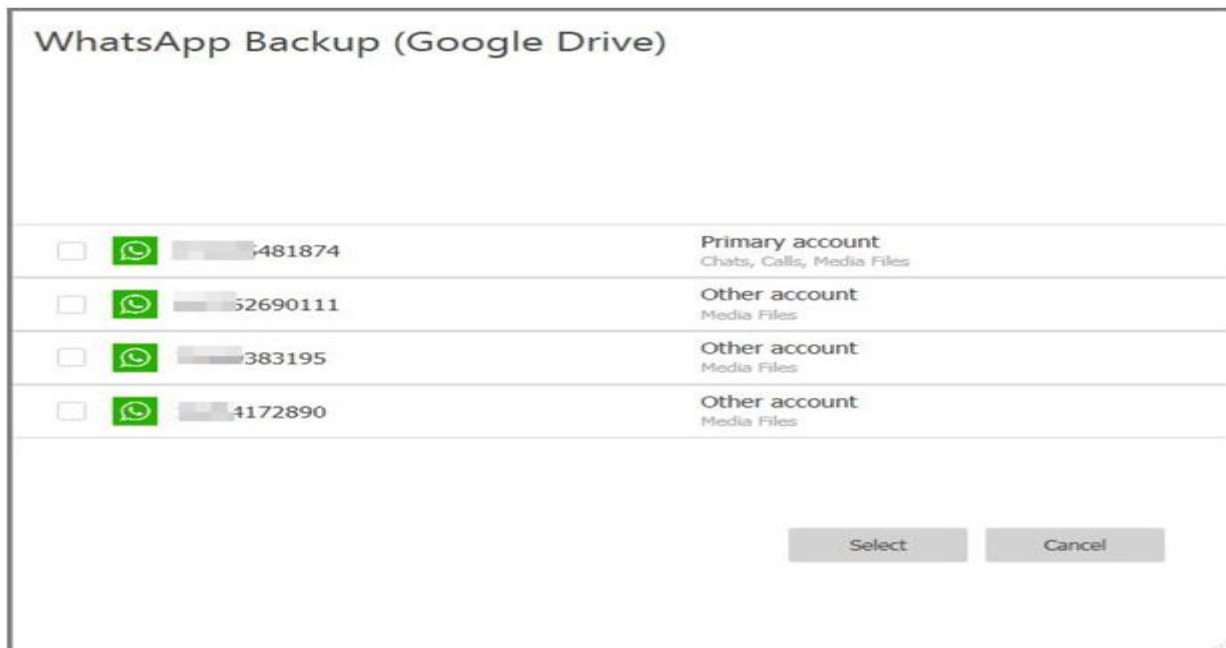 WhatsApp Backup (Google Drive)
481874
Primary account
Chats, Calls, Media Files
52690111
Other account
Media Files
383195
Other account
Media Files
4172890
Other account
Media Files
Select
Cancel